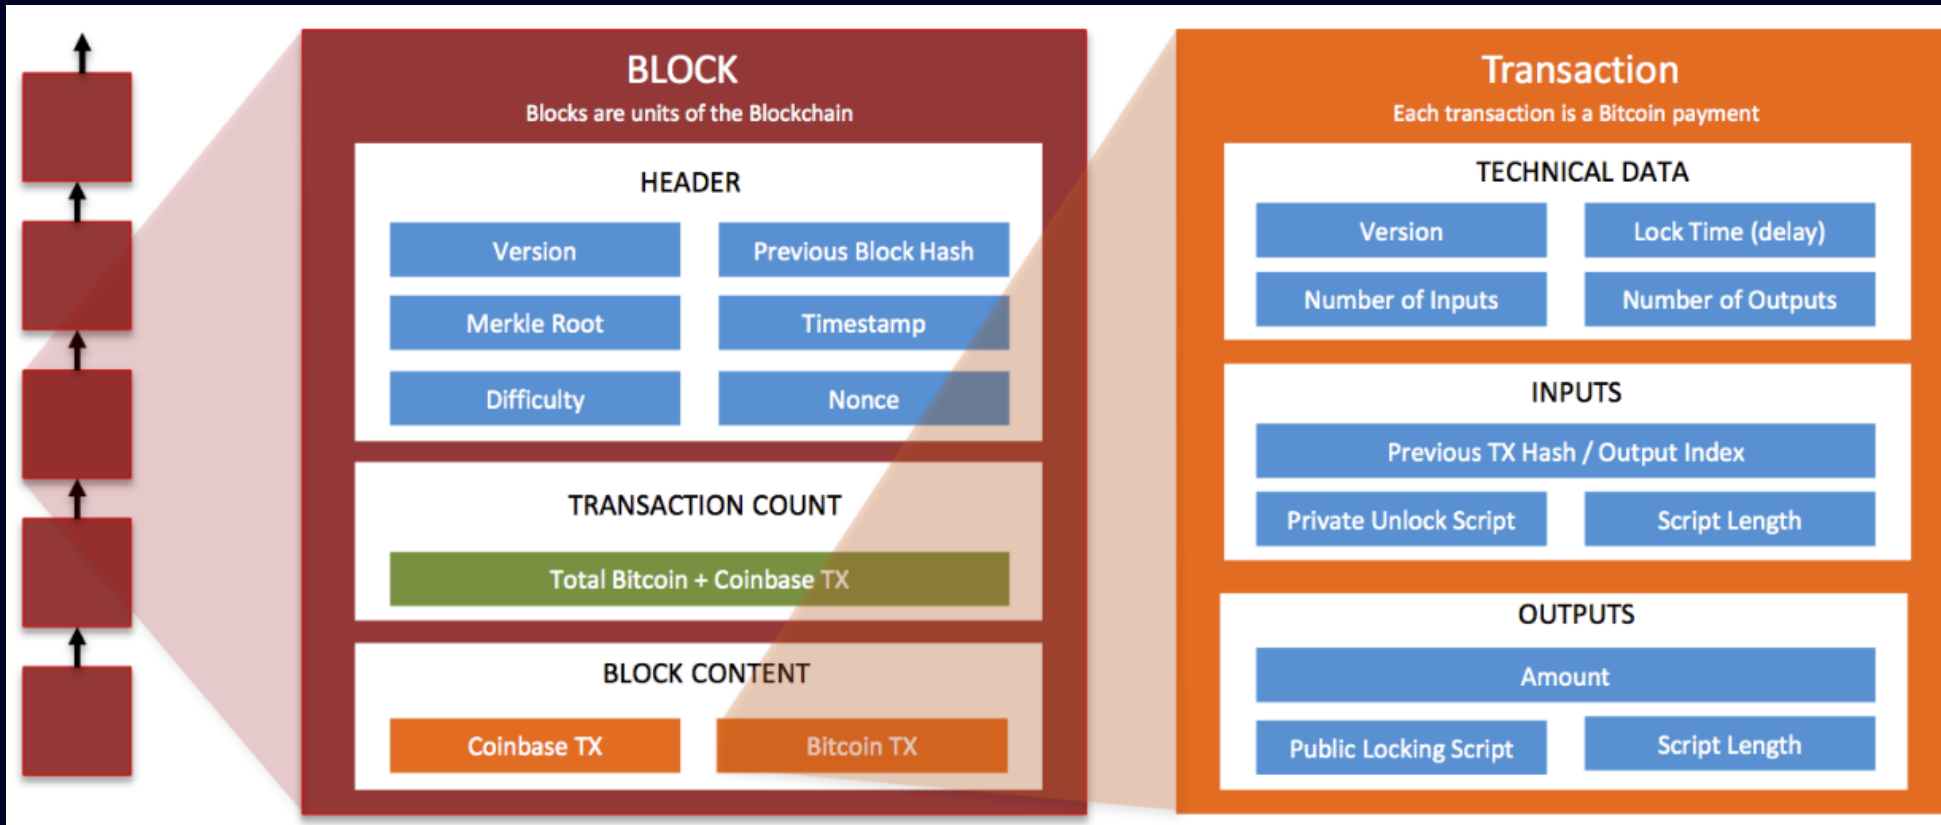 BLOCK
Blocks are units of the Blockchain
HEADER
Version
Previous Block Hash
Merkle Root
Timestamp
Difficulty
Nonce
TRANSACTION COUNT
Total Bitcoin + Coinbase TX
BLOCK CONTENT
Coinbase TX
Bitcoin TX
Transaction
Each transaction is a Bitcoin payment
TECHNICAL DATA
Version
Lock Time (delay)
Number of Inputs
Number of Outputs
INPUTS
Previous TX Hash / Output Index
Private Unlock Script
Script Length
OUTPUTS
Amount
Public Locking Script
Script Length